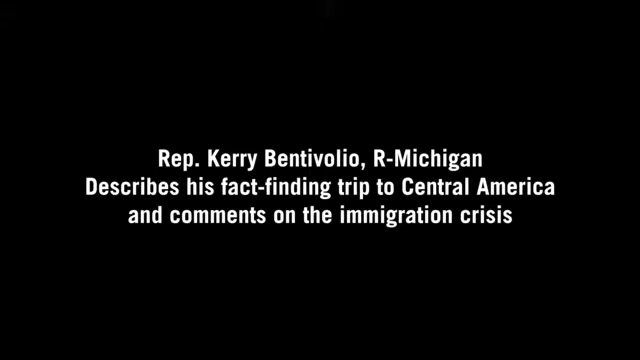 Rep. Kerry Bentivolio, R-Michigan
Describes his fact-finding trip to Central America
and comments on the immigration crisis